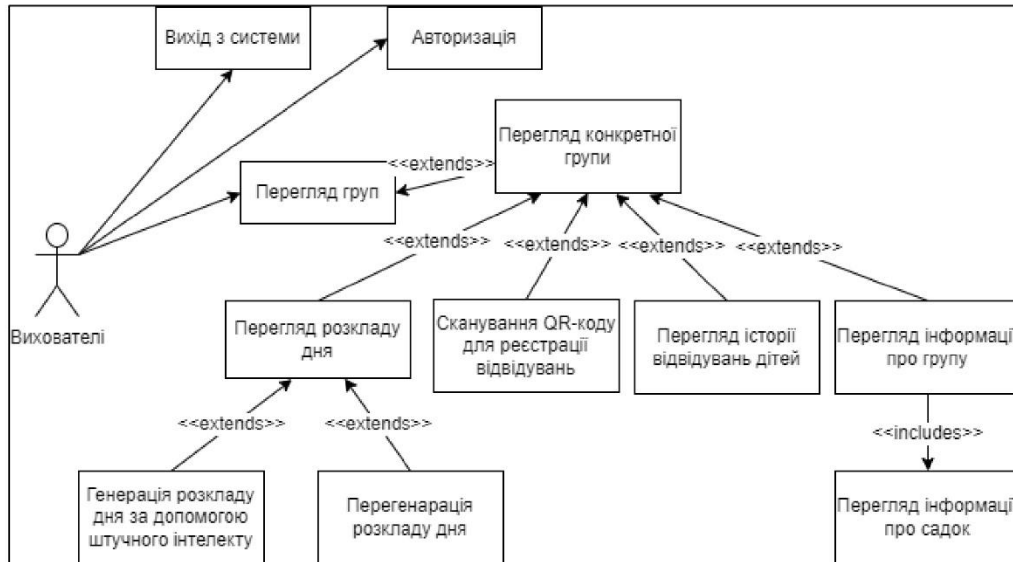 Вихід з системи
Авторизація
Перегляд конкретної
групи
<<extends>>
Перегляд груп
<<extends>>
<<extends>>
<<extends>>
<<extends>>
Вихователі
Перегляд розкладу
дня
Сканування QR-коду
для реєстрації
відвідувань
Перегляд історії
відвідувань дітей
Перегляд інформації
про групу
<<extends>>
<<extends>>
<<includes>>
Генерація розкладу
дня за допомогою
штучного інтелекту
Перегенарація
розкладу дня
Перегляд інформації
про садок